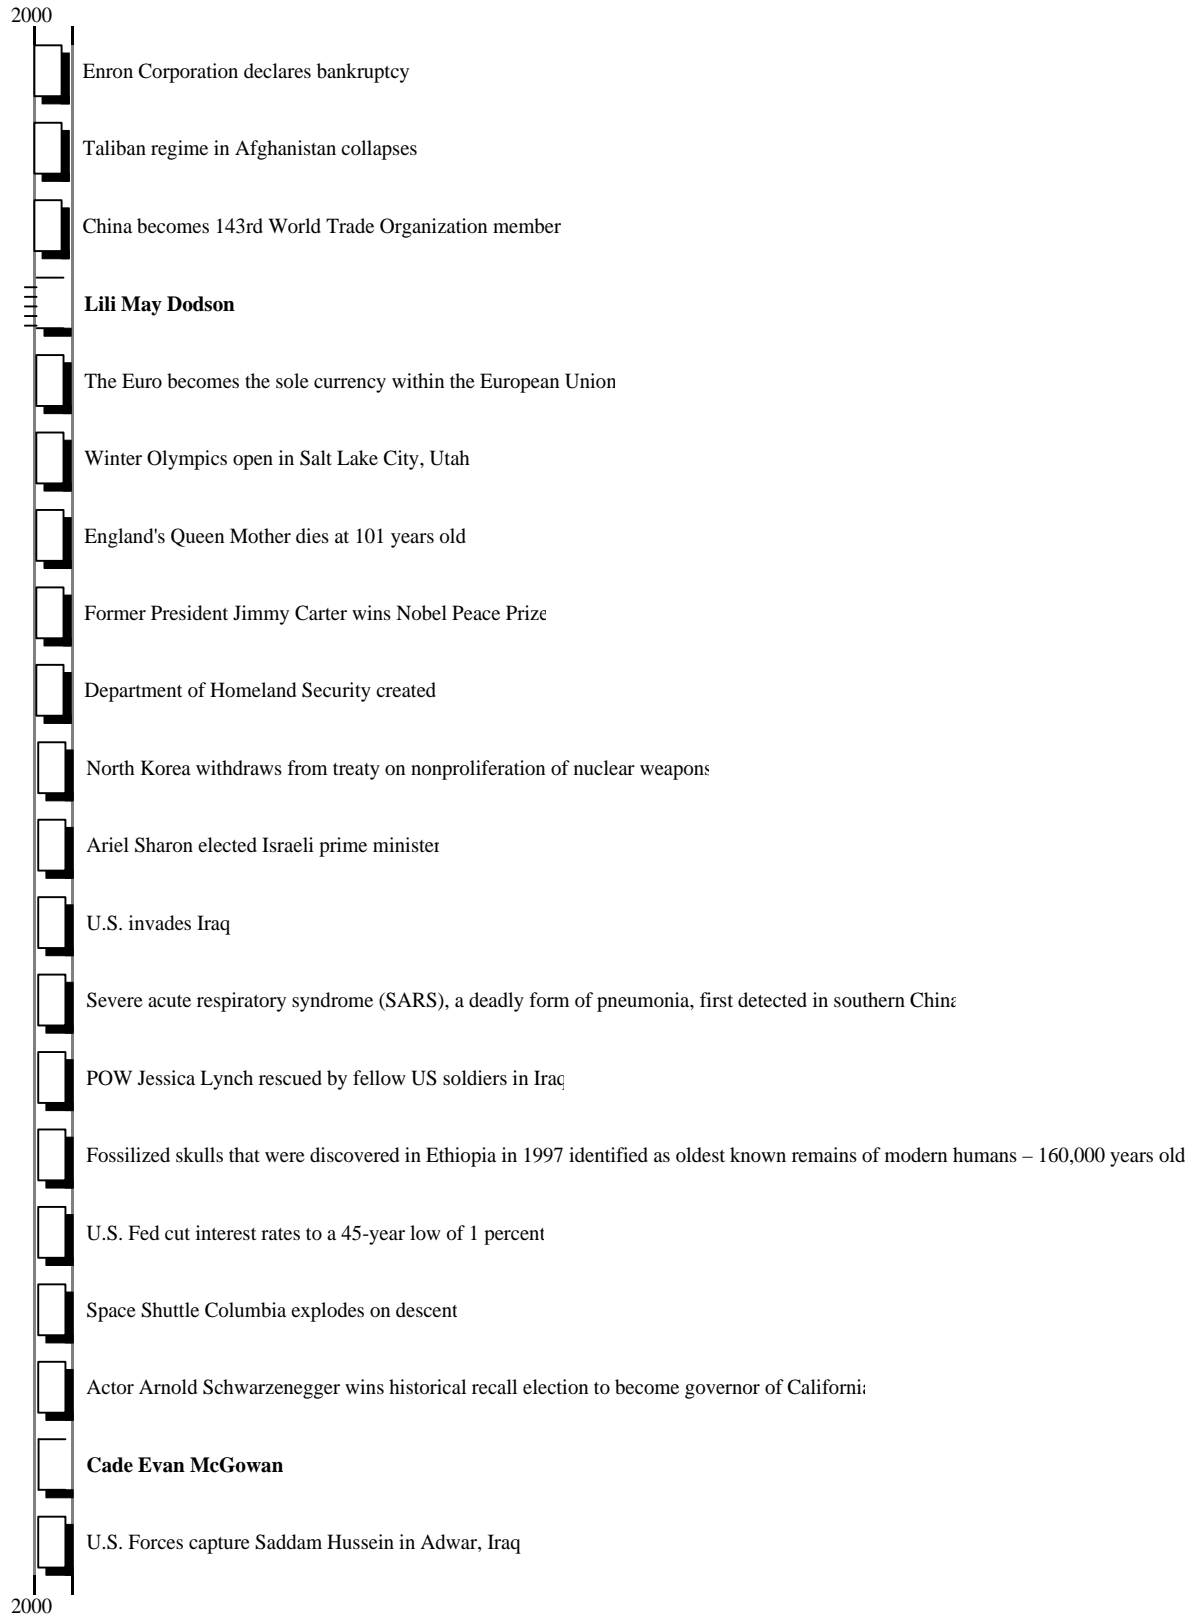 2000
Enron Corporation declares bankruptcy
Taliban regime in Afghanistan collapses
China becomes 143rd World Trade Organization member
Lili May Dodson
The Euro becomes the sole currency within the European Union
Winter Olympics open in Salt Lake City, Utah
England's Queen Mother dies at 101 years old
Former President Jimmy Carter wins Nobel Peace Prize
Department of Homeland Security created
North Korea withdraws from treaty on nonproliferation of nuclear weapons
Ariel Sharon elected Israeli prime minister
U.S. invades Iraq
Severe acute respiratory syndrome (SARS), a deadly form of pneumonia, first detected in southern China
POW Jessica Lynch rescued by fellow US soldiers in Iraq
Fossilized skulls that were discovered in Ethiopia in 1997 identified as oldest known remains of modern humans – 160,000 years old
U.S. Fed cut interest rates to a 45-year low of 1 percent
Space Shuttle Columbia explodes on descent
Actor Arnold Schwarzenegger wins historical recall election to become governor of California
Cade Evan McGowan
U.S. Forces capture Saddam Hussein in Adwar, Iraq
2000